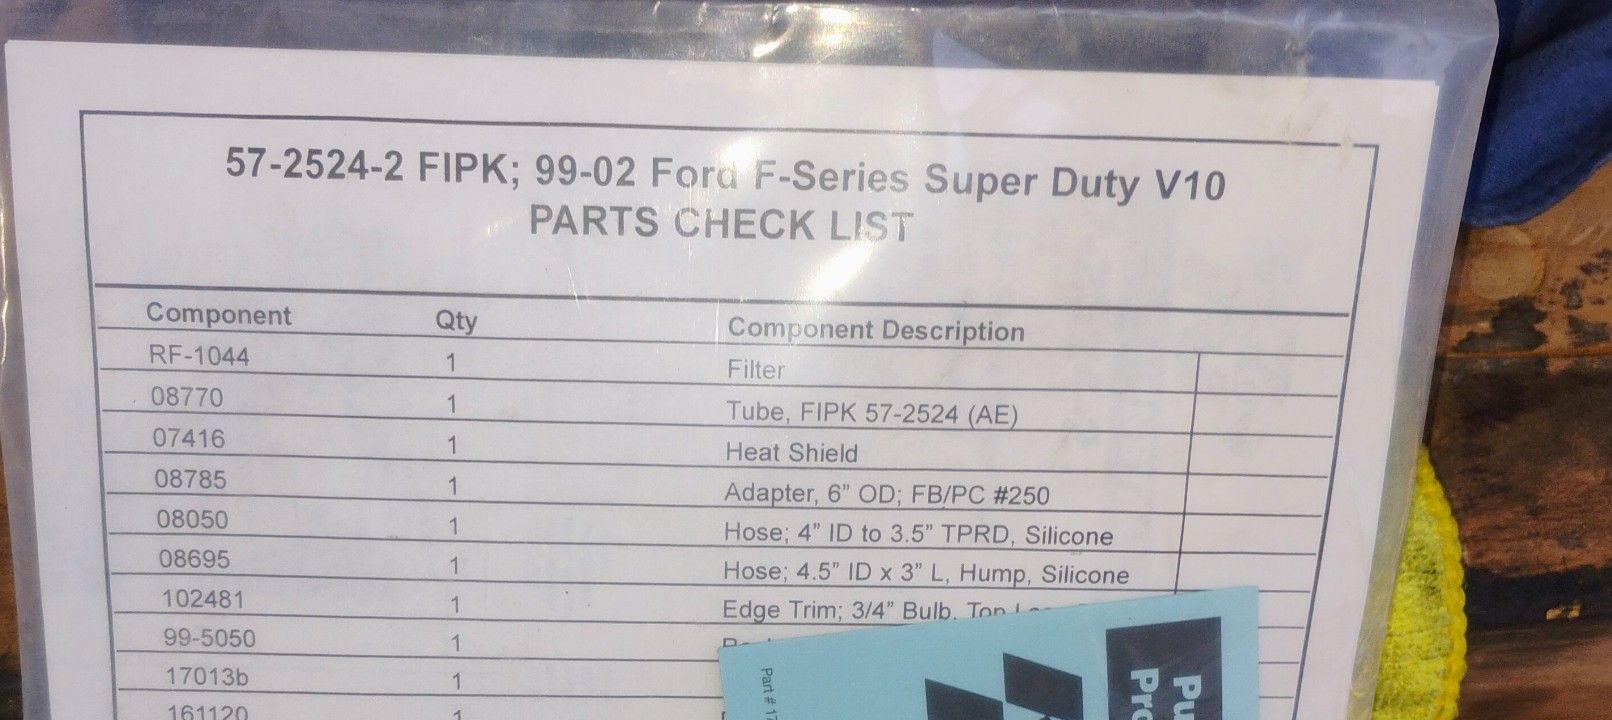 57-2524-2 FIPK; 99-02 Ford F-Series Super Duty V10
PARTS CHECK LIST
Component Qty Component Description
RF-1044 1 Filter
08770 1 Tube, FIPK 57-2524 (AE)
07416 1 Heat Shield
08785 1 Adapter, 6” OD; FB/PC #250
08050 1 Hose; 4” ID to 3.5” TPRD, Silicone
08695 1 Hose; 4.5” ID x 3” L, Hump, Silicone
102481 1 Edge Trim; 3/4” Bulb, Top
99-5050 1
17013b 1
161120 1
Part #